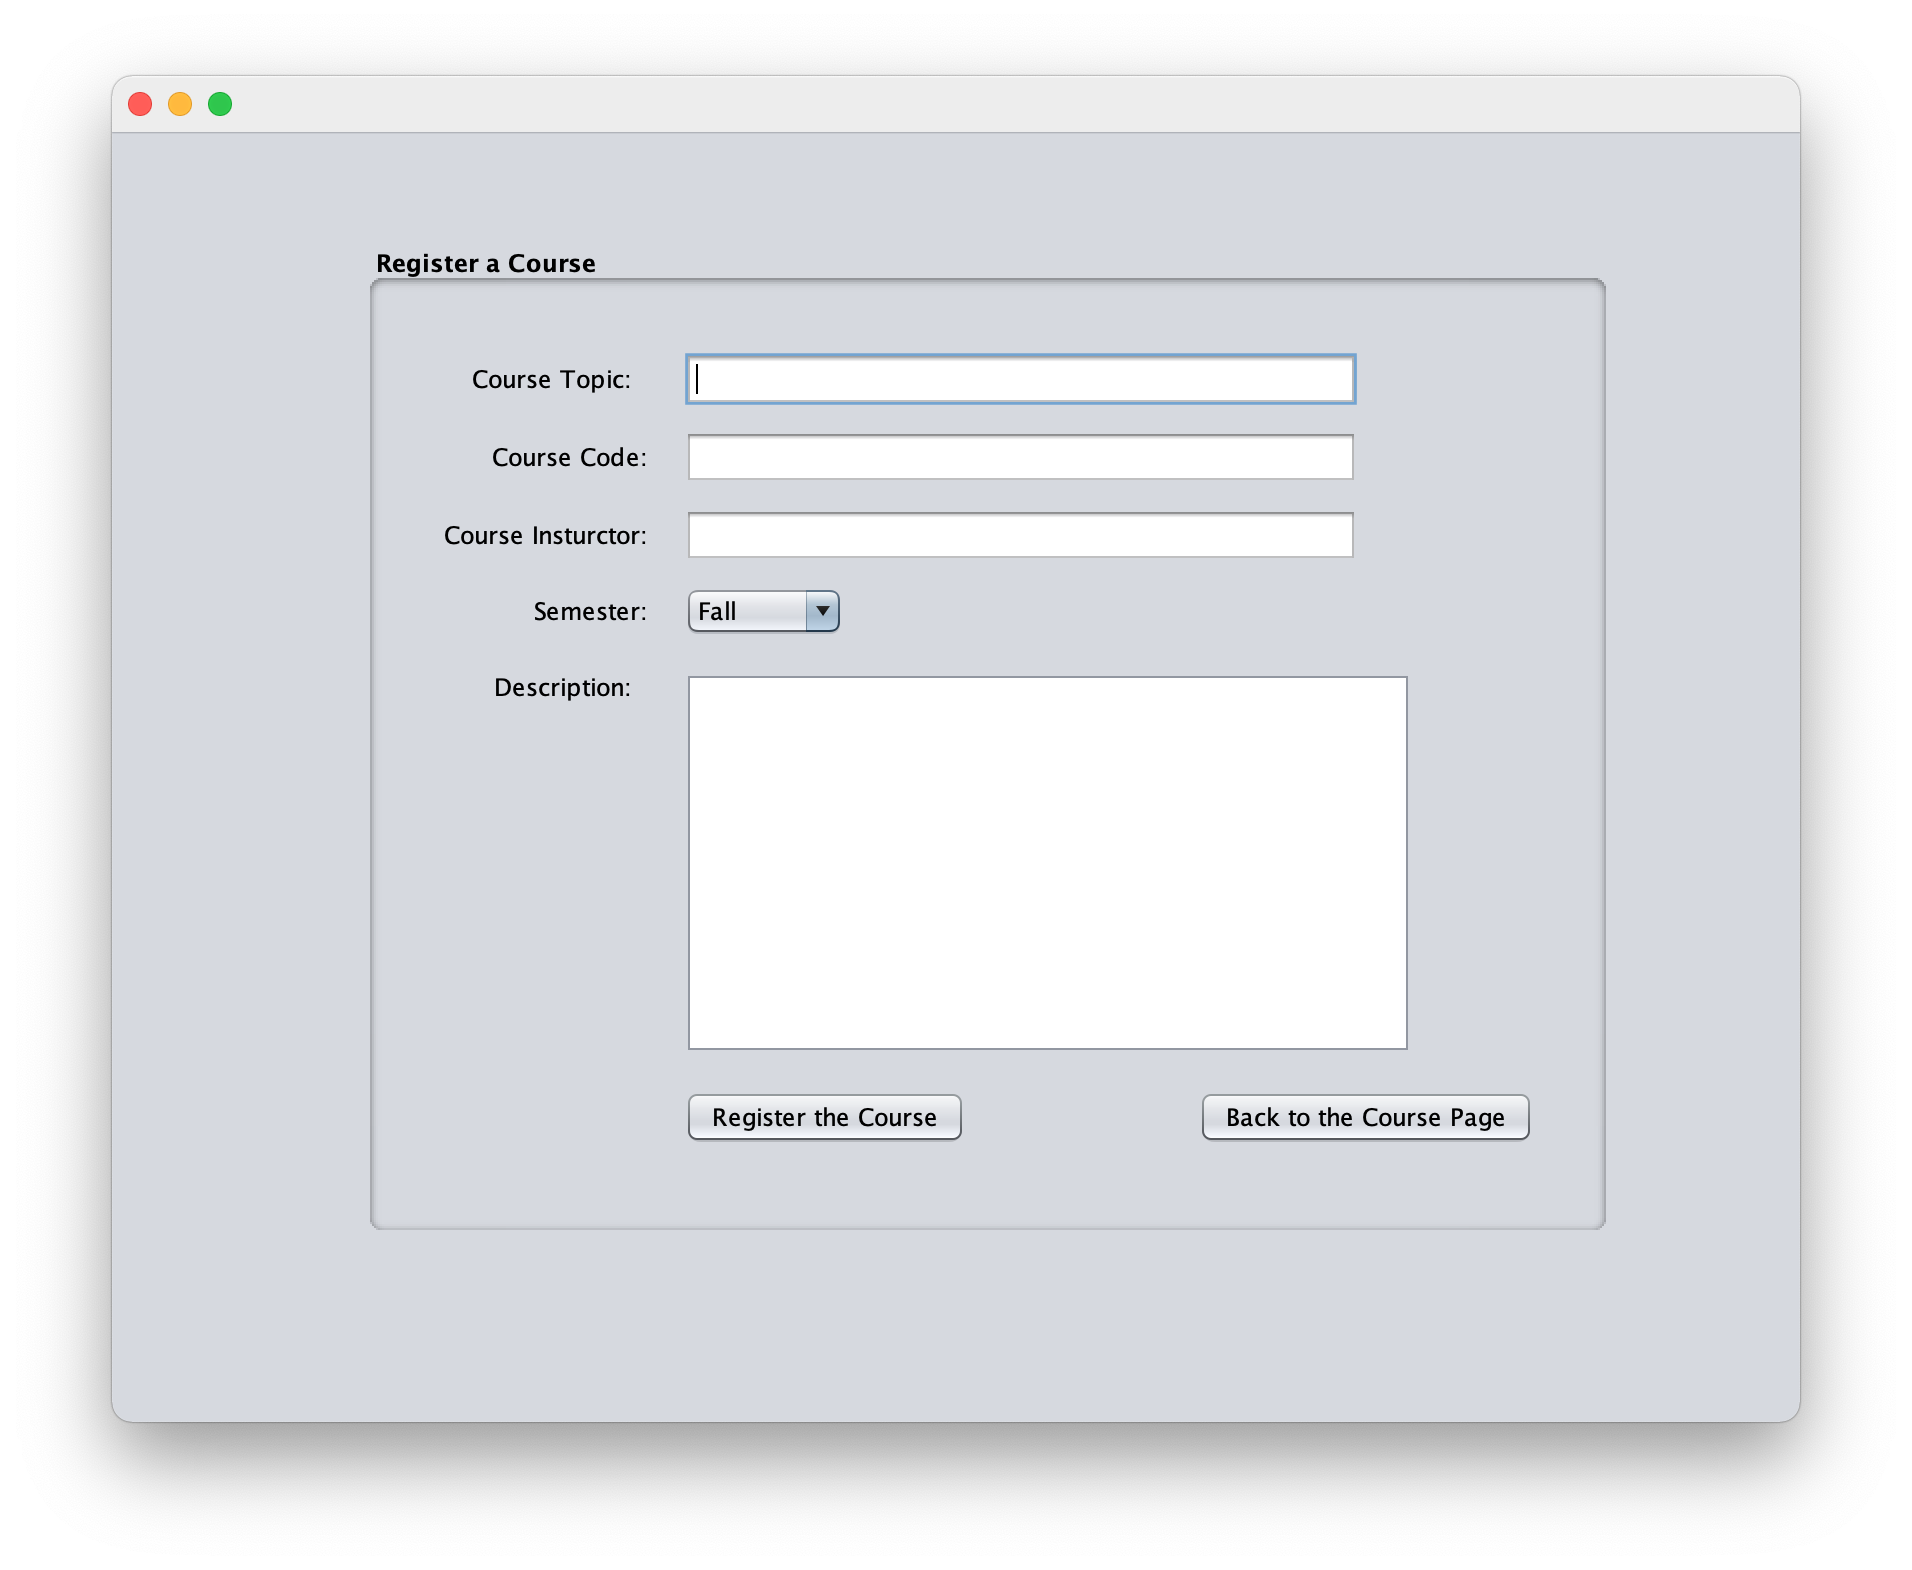 Register a Course
Course Topic:
Course Code:
Course Insturctor:
Semester: Fall
Description:
Register the Course Back to the Course Page